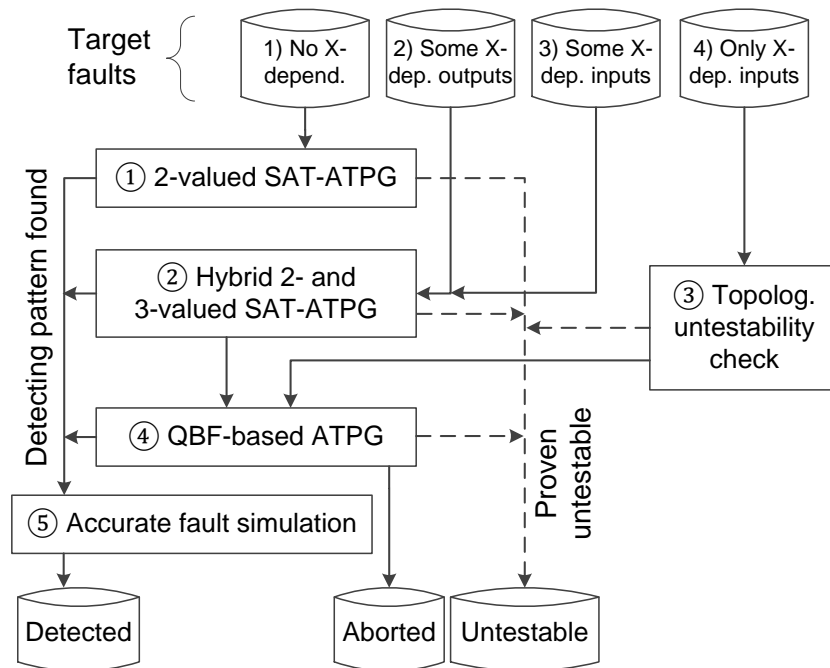 Target
faults
1) No X-
depend.
2) Some X-
dep. outputs
3) Some X-
dep. inputs
4) Only X-
dep. inputs
① 2-valued SAT-ATPG
② Hybrid 2- and
3-valued SAT-ATPG
③ Topolog.
untestability
check
④ QBF-based ATPG
⑤ Accurate fault simulation
Detecting pattern found
Proven
untestable
Detected
Aborted
Untestable